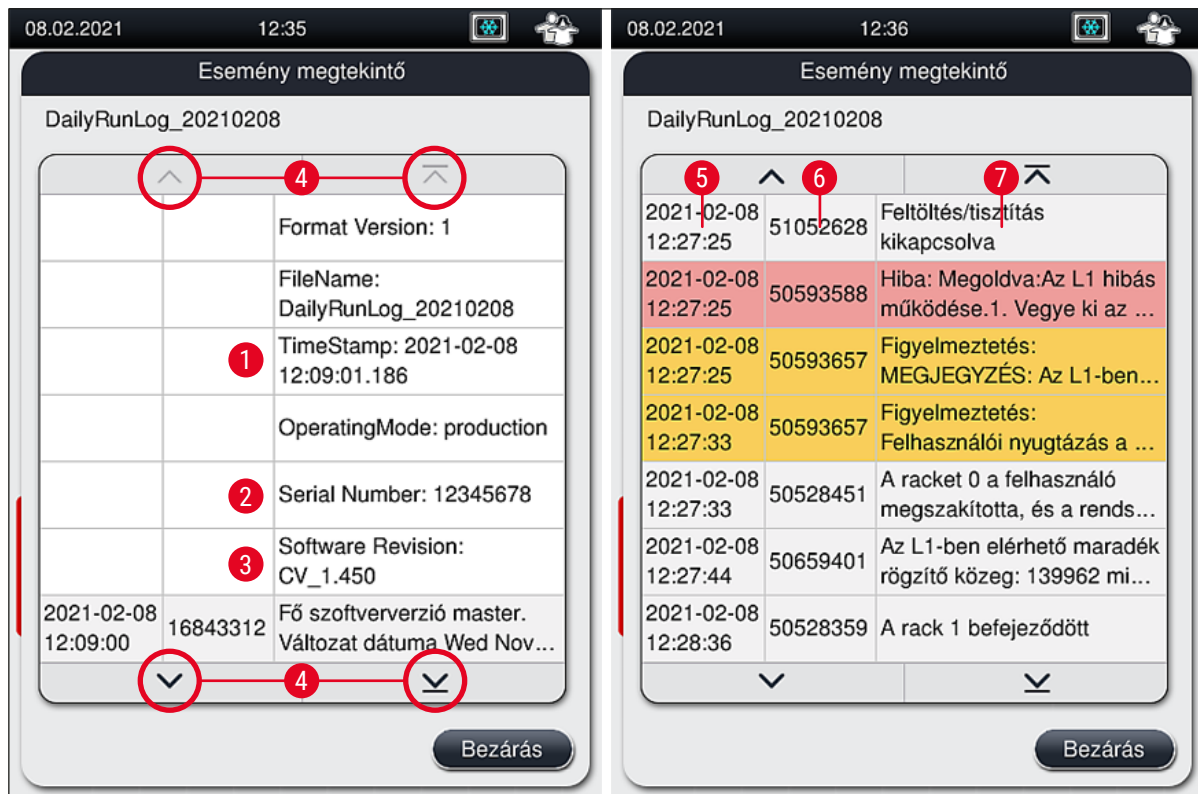 08.02.2021 12:35
Esemény megtekintő
DailyRunLog_20210208
4
Format Version: 1
FileName:
DailyRunLog_20210208
1
TimeStamp: 2021-02-08
12:09:01.186
OperatingMode: production
2
Serial Number: 12345678
3
Software Revision:
CV_1.450
2021-02-08
12:09:00
16843312
Fő szoftververzió master.
Változat dátuma Wed Nov...
4
Bezárás
08.02.2021 12:36
Esemény megtekintő
DailyRunLog_20210208
5 6 7
2021-02-08
12:27:25
51052628
Feltöltés/tisztítás
kikapcsolva
2021-02-08
12:27:25
50593588
Hiba: Megoldva:Az L1 hibás
működése.1. Vegye ki az ...
2021-02-08
12:27:25
50593657
Figyelmeztetés:
MEGJEGYZÉS: Az L1-ben...
2021-02-08
12:27:33
50593657
Figyelmeztetés:
Felhasználói nyugtázás a ...
2021-02-08
12:27:33
50528451
A racket 0 a felhasználó
megszakította, és a rends...
2021-02-08
12:27:44
50659401
Az L1-ben elérhető maradék
rögzítő közeg: 139962 mi...
2021-02-08
12:28:36
50528359
A rack 1 befejeződött
Bezárás